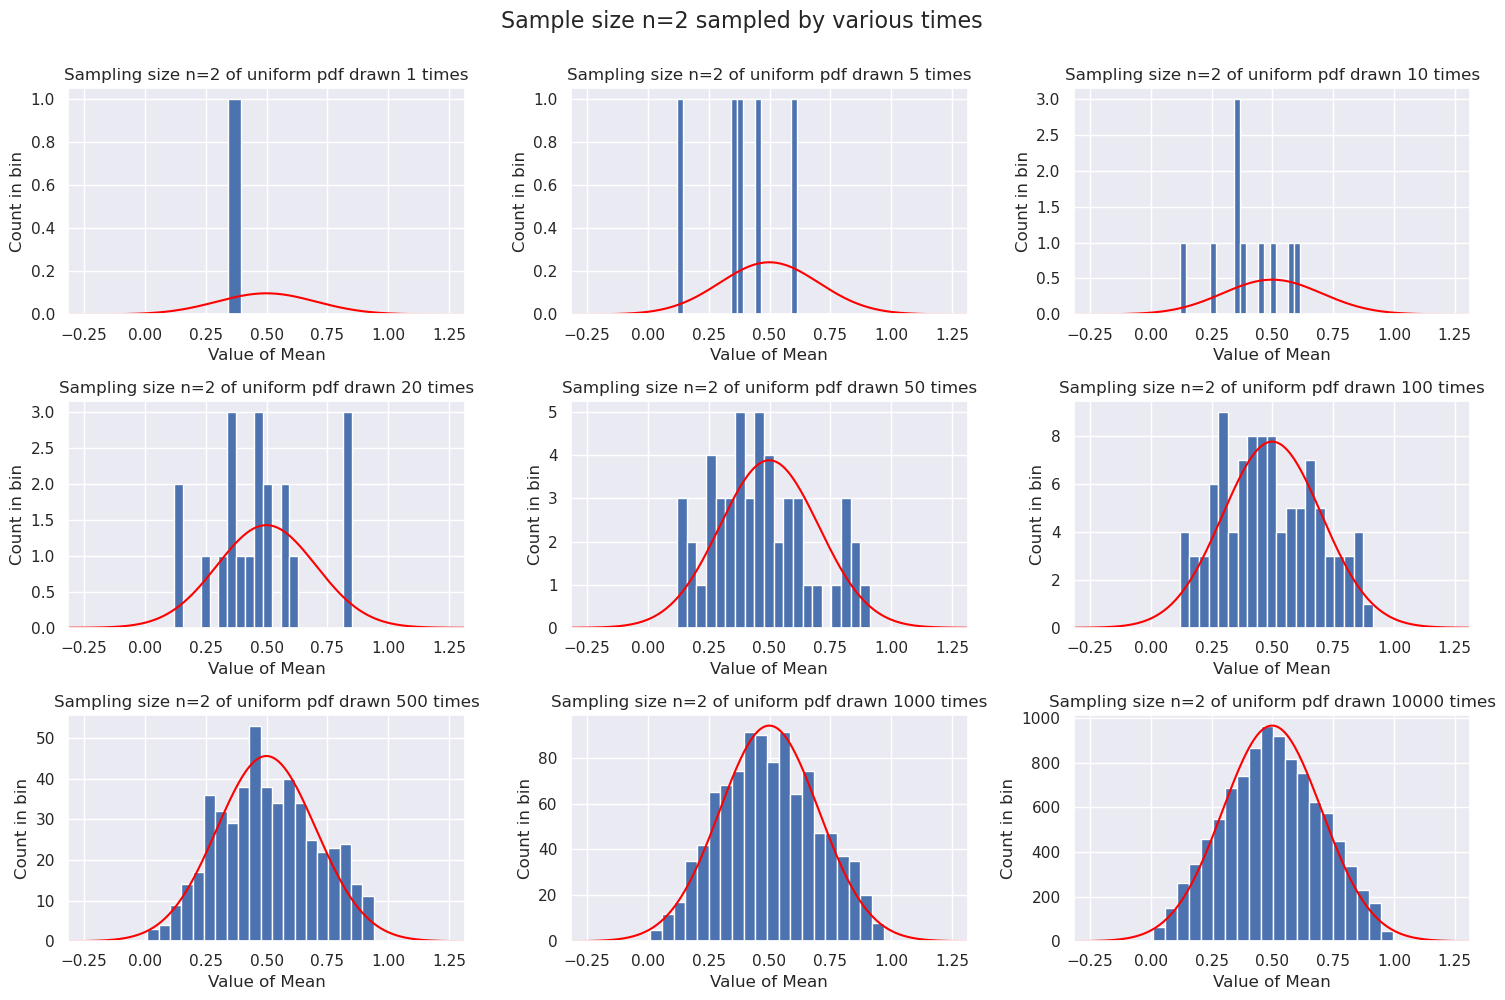 Sample size n=2 sampled by various times
Sampling size n=2 of uniform pdf drawn 1 times
1.0
0.8
0.6
0.4
0.2
0.0
Count in bin
−0.25 0.00 0.25 0.50 0.75 1.00 1.25
Value of Mean
Sampling size n=2 of uniform pdf drawn 5 times
1.0
0.8
0.6
0.4
0.2
0.0
Count in bin
−0.25 0.00 0.25 0.50 0.75 1.00 1.25
Value of Mean
Sampling size n=2 of uniform pdf drawn 10 times
3.0
2.5
2.0
1.5
1.0
0.5
0.0
Count in bin
−0.25 0.00 0.25 0.50 0.75 1.00 1.25
Value of Mean
Sampling size n=2 of uniform pdf drawn 20 times
3.0
2.5
2.0
1.5
1.0
0.5
0.0
Count in bin
−0.25 0.00 0.25 0.50 0.75 1.00 1.25
Value of Mean
Sampling size n=2 of uniform pdf drawn 50 times
5
4
3
2
1
0
Count in bin
−0.25 0.00 0.25 0.50 0.75 1.00 1.25
Value of Mean
Sampling size n=2 of uniform pdf drawn 100 times
8
6
4
2
0
Count in bin
−0.25 0.00 0.25 0.50 0.75 1.00 1.25
Value of Mean
Sampling size n=2 of uniform pdf drawn 500 times
50
40
30
20
10
0
Count in bin
−0.25 0.00 0.25 0.50 0.75 1.00 1.25
Value of Mean
Sampling size n=2 of uniform pdf drawn 1000 times
80
60
40
20
0
Count in bin
−0.25 0.00 0.25 0.50 0.75 1.00 1.25
Value of Mean
Sampling size n=2 of uniform pdf drawn 10000 times
1000
800
600
400
200
0
Count in bin
−0.25 0.00 0.25 0.50 0.75 1.00 1.25
Value of Mean